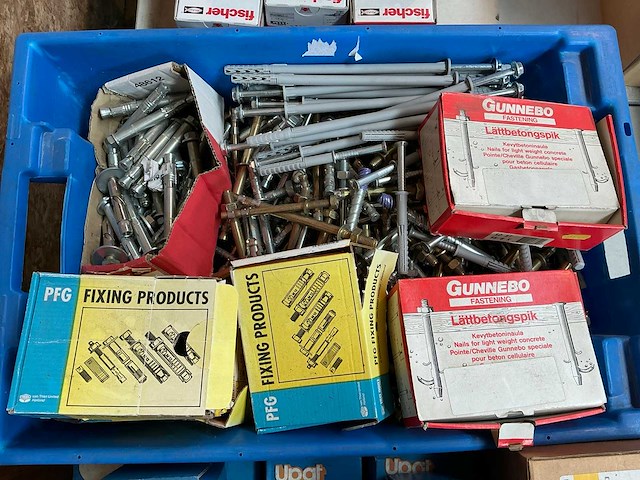 fischer
fischer
48612
GUNNEBO
FASTENING
Lättbetongspik
Kevytbetoninaula
Nails for light weight concrete
Pointe/Cheville Gunnebo speciale
pour beton cellulaire
PFG FIXING PRODUCTS
PFG FIXING PRODUCTS
PFG FIXING PRODUCTS
GUNNEBO
FASTENING
Lättbetongspik
Kevytbetoninaula
Nails for light weight concrete
Pointe/Cheville Gunnebo speciale
pour beton cellulaire
Upat
Upat